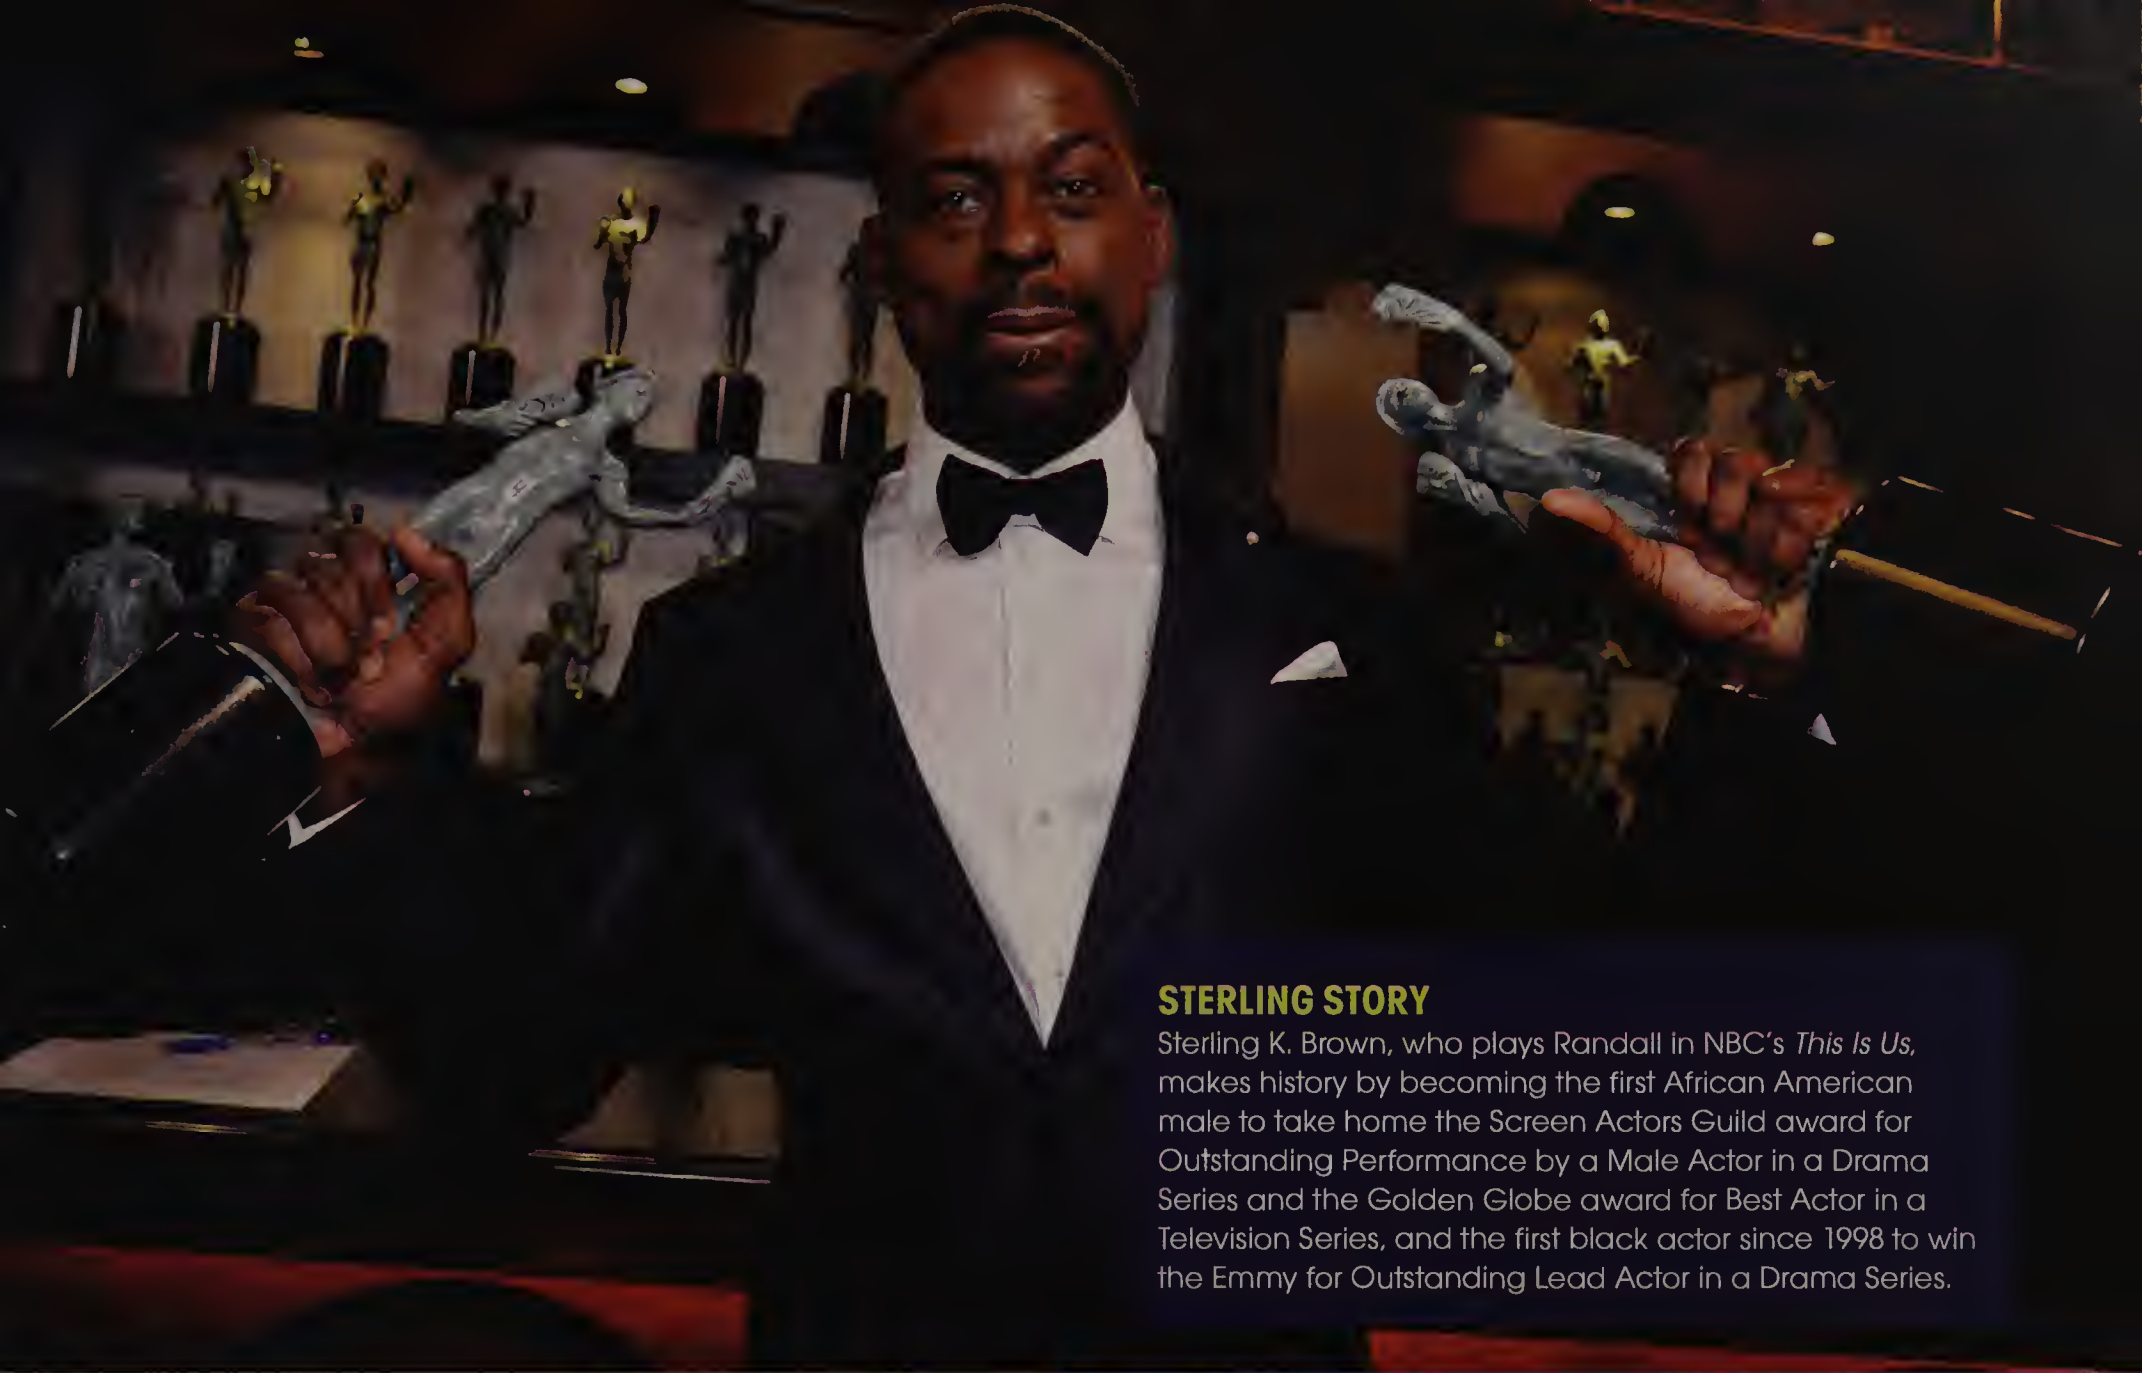 STERLING STORY
Sterling K. Brown, who plays Randall in NBC's This Is Us,
makes history by becoming the first African American
male to take home the Screen Actors Guild award for
Outstanding Performance by a Male Actor in a Drama
Series and the Golden Globe award for Best Actor in a
Television Series, and the first black actor since 1998 to win
the Emmy for Outstanding Lead Actor in a Drama Series.